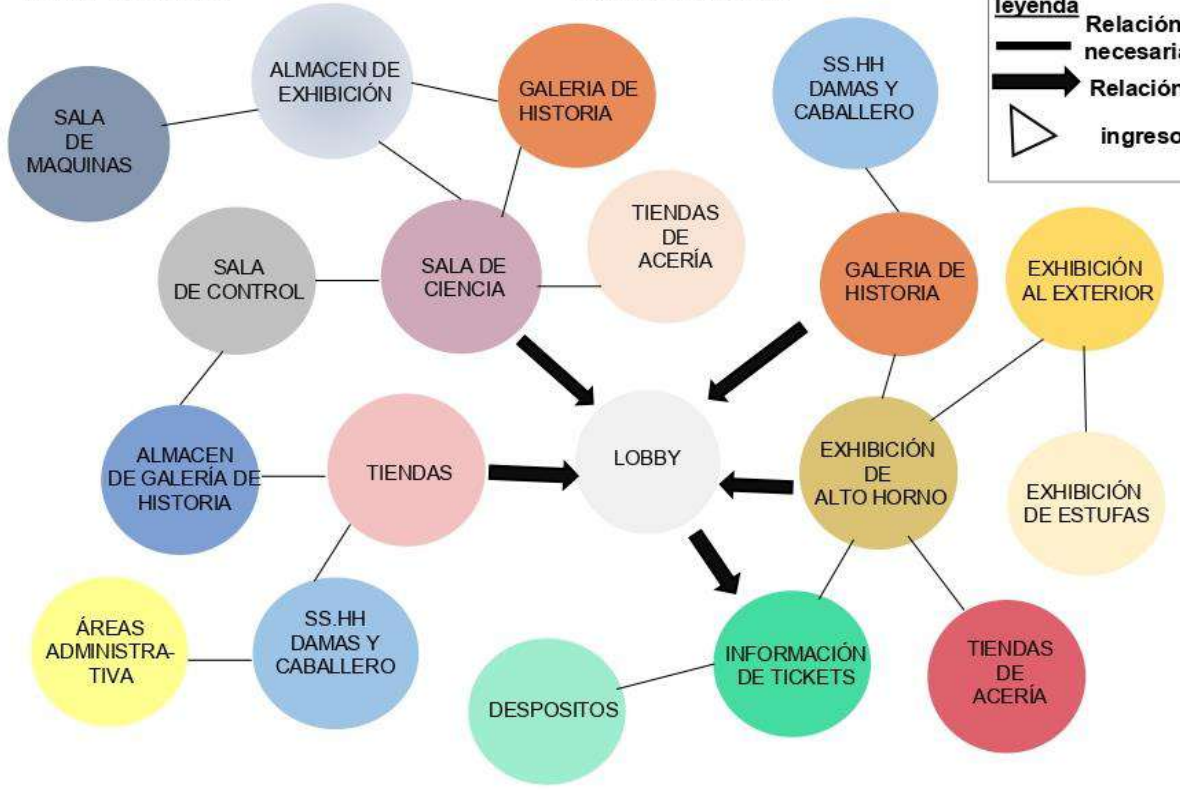 leyenda
Relación
necesaria
Relación
ingreso
ALMACEN DE
EXHIBICIÓN
GALERIA DE
HISTORIA
SS.HH
DAMAS Y
CABALLERO
SALA
DE
MAQUINAS
TIENDAS
DE
ACERÍA
SALA
DE CONTROL
SALA DE
CIENCIA
GALERIA DE
HISTORIA
EXHIBICIÓN
AL EXTERIOR
ALMACEN
DE GALERÍA DE
HISTORIA
TIENDAS
LOBBY
EXHIBICIÓN
DE
ALTO HORNO
EXHIBICIÓN
DE ESTUFAS
ÁREAS
ADMINISTRA-
TIVA
SS.HH
DAMAS Y
CABALLERO
DESPOSITOS
INFORMACIÓN
DE TICKETS
TIENDAS
DE
ACERÍA